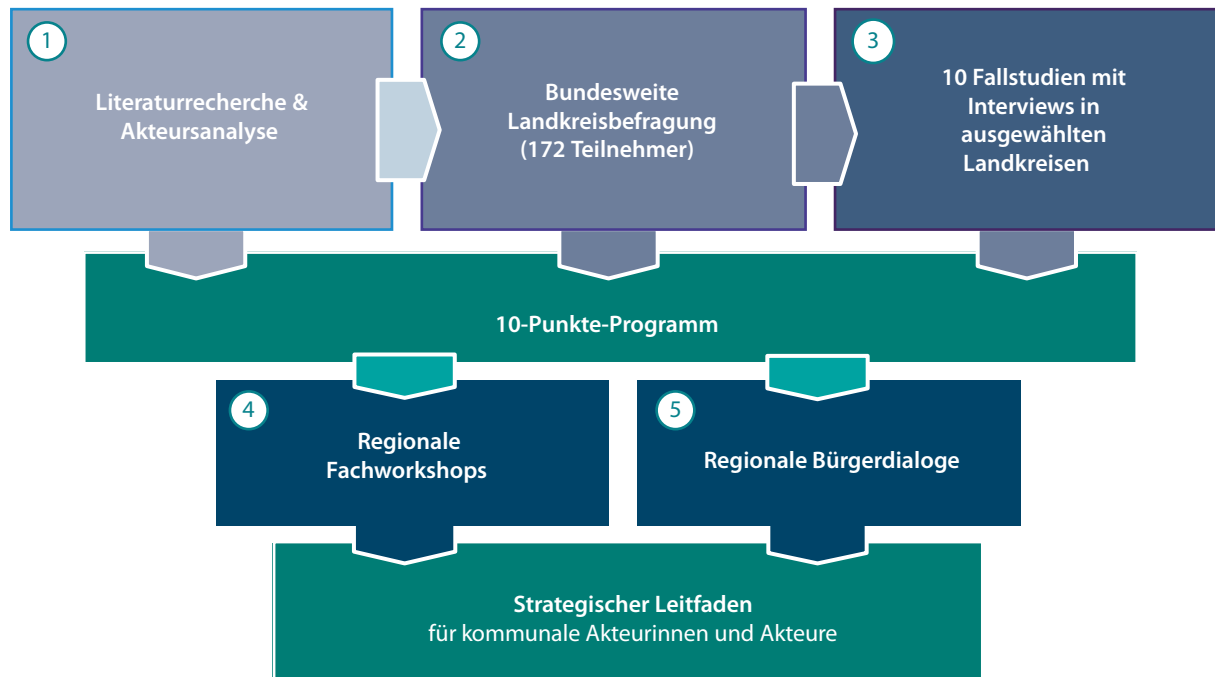 1
Literaturrecherche &
Akteursanalyse
2
Bundesweite
Landkreisbefragung
(172 Teilnehmer)
3
10 Fallstudien mit
Interviews in
ausgewählten
Landkreisen
10-Punkte-Programm
4
Regionale
Fachworkshops
5
Regionale Bürgerdialoge
Strategischer Leitfaden
für kommunale Akteurinnen und Akteure